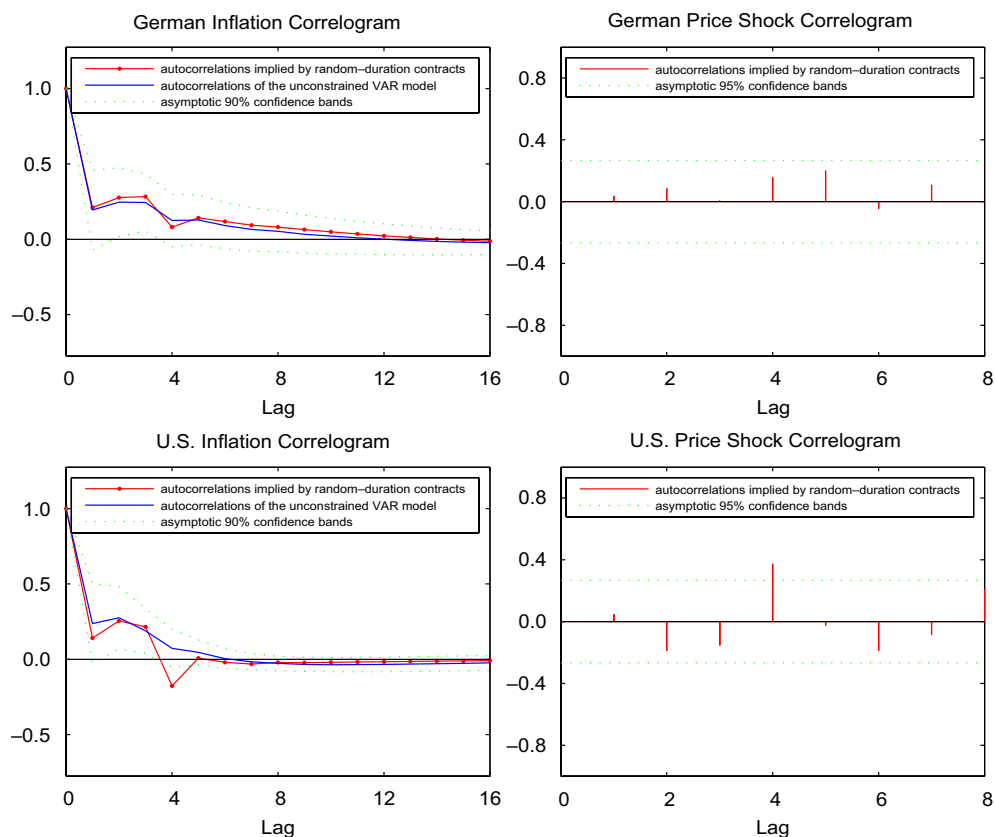 German Inflation Correlogram
autocorrelations implied by random–duration contracts
autocorrelations of the unconstrained VAR model
asymptotic 90% confidence bands
1.0
0.5
0.0
–0.5
0 4 8 12 16
Lag
German Price Shock Correlogram
autocorrelations implied by random–duration contracts
asymptotic 95% confidence bands
0.8
0.4
0.0
–0.4
–0.8
0 2 4 6 8
Lag
U.S. Inflation Correlogram
autocorrelations implied by random–duration contracts
autocorrelations of the unconstrained VAR model
asymptotic 90% confidence bands
1.0
0.5
0.0
–0.5
0 4 8 12 16
Lag
U.S. Price Shock Correlogram
autocorrelations implied by random–duration contracts
asymptotic 95% confidence bands
0.8
0.4
0.0
–0.4
–0.8
0 2 4 6 8
Lag